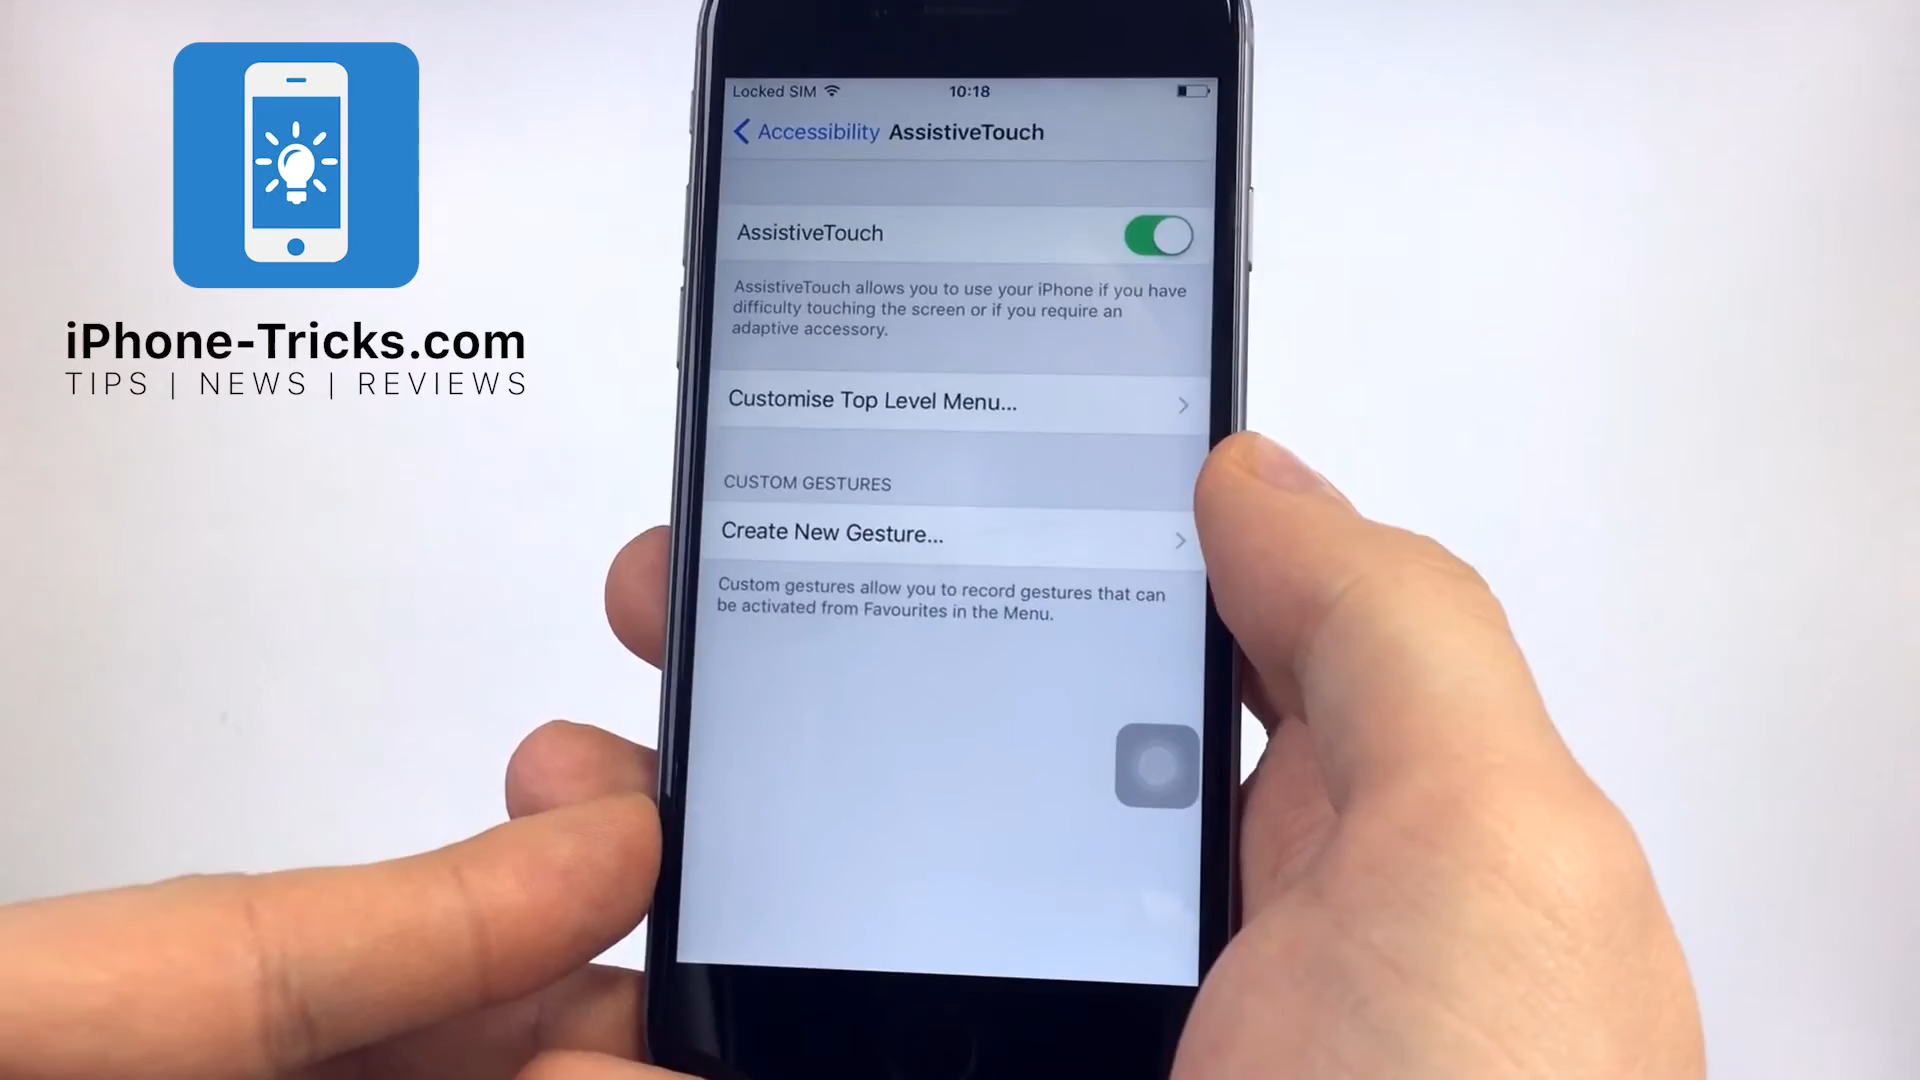 iPhone-Tricks.com
TIPS | NEWS | REVIEWS
Locked SIM 10:18
Accessibility AssistiveTouch
AssistiveTouch
AssistiveTouch allows you to use your iPhone if you have
difficulty touching the screen or if you require an
adaptive accessory.
Customise Top Level Menu...
CUSTOM GESTURES
Create New Gesture...
Custom gestures allow you to record gestures that can
be activated from Favourites in the Menu.